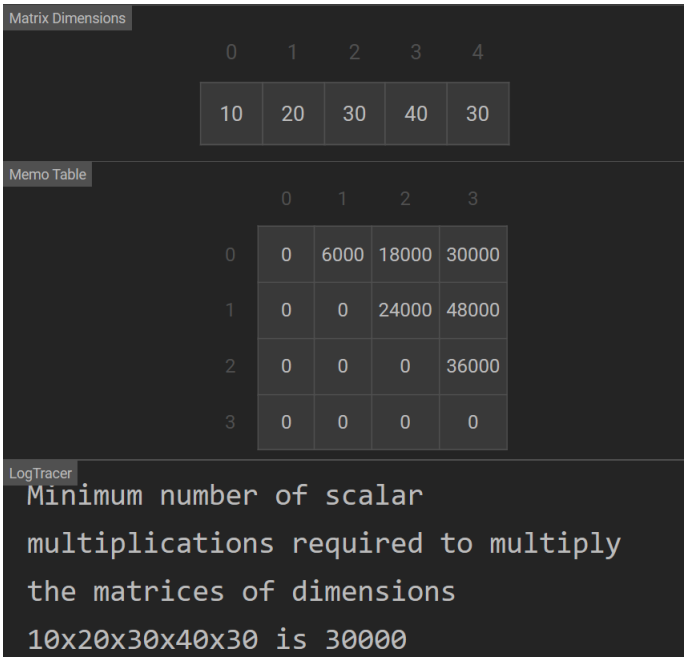 Matrix Dimensions
0 1 2 3 4
10 20 30 40 30
Memo Table
0 1 2 3
0 0 6000 18000 30000
1 0 0 24000 48000
2 0 0 0 36000
3 0 0 0 0
LogTracer
Minimum number of scalar
multiplications required to multiply
the matrices of dimensions
10x20x30x40x30 is 30000